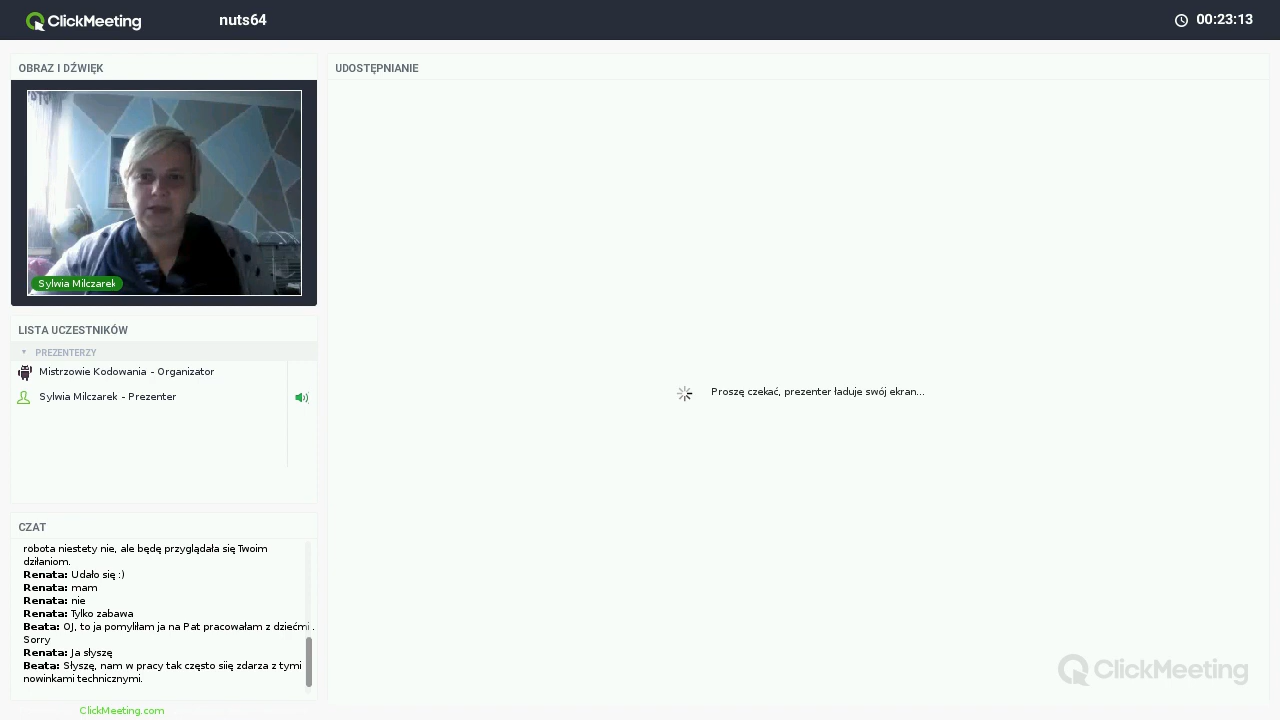 ClickMeeting
nuts64
00:23:13
OBRAZ I DŹWIĘK
Sylwia Milczarek
LISTA UCZESTNIKÓW
PREZENTERZY
Mistrzowie Kodowania - Organizator
Sylwia Milczarek - Prezenter
CZAT
robota niestety nie, ale będę przyglądała się Twoim
dziłaniom.
Renata: Udało się :)
Renata: mam
Renata: nie
Renata: Tylko zabawa
Beata: OJ, to ja pomyliłam ja na Pat pracowałam z dziećmi .
Sorry
Renata: Ja słyszę
Beata: Słyszę, nam w pracy tak często siię zdarza z tymi
nowinkami technicznymi.
ClickMeeting.com
UDOSTĘPNIANIE
Proszę czekać, prezenter ładuje swój ekran...
ClickMeeting